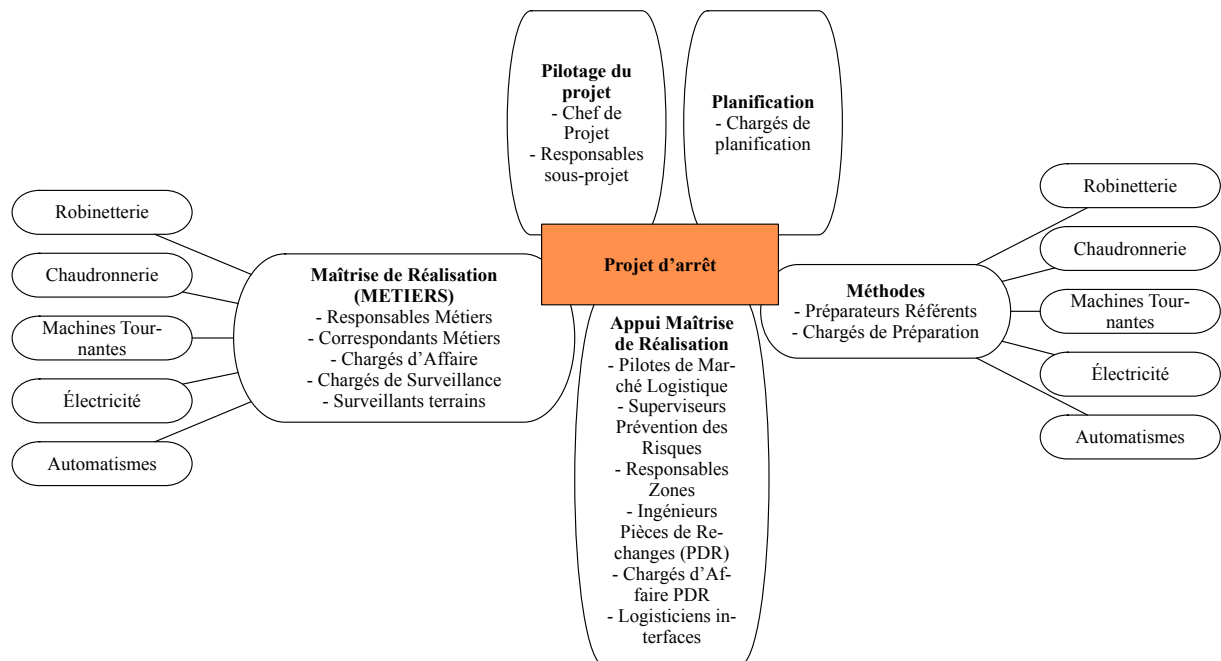 Pilotage du
projet
- Chef de
Projet
- Responsables
sous-projet
Planification
- Chargés de
planification
Robinetterie
Chaudronnerie
Machines Tour-
nantes
Électricité
Automatismes
Maîtrise de Réalisation
(METIERS)
- Responsables Métiers
- Correspondants Métiers
- Chargés d’Affaire
- Chargés de Surveillance
- Surveillants terrains
Projet d’arrêt
Appui Maîtrise
de Réalisation
- Pilotes de Mar-
ché Logistique
- Superviseurs
Prévention des
Risques
- Responsables
Zones
- Ingénieurs
Pièces de Re-
changes (PDR)
- Chargés d’Af-
faire PDR
- Logisticiens in-
terfaces
Méthodes
- Préparateurs Référents
- Chargés de Préparation
Robinetterie
Chaudronnerie
Machines Tour-
nantes
Électricité
Automatismes